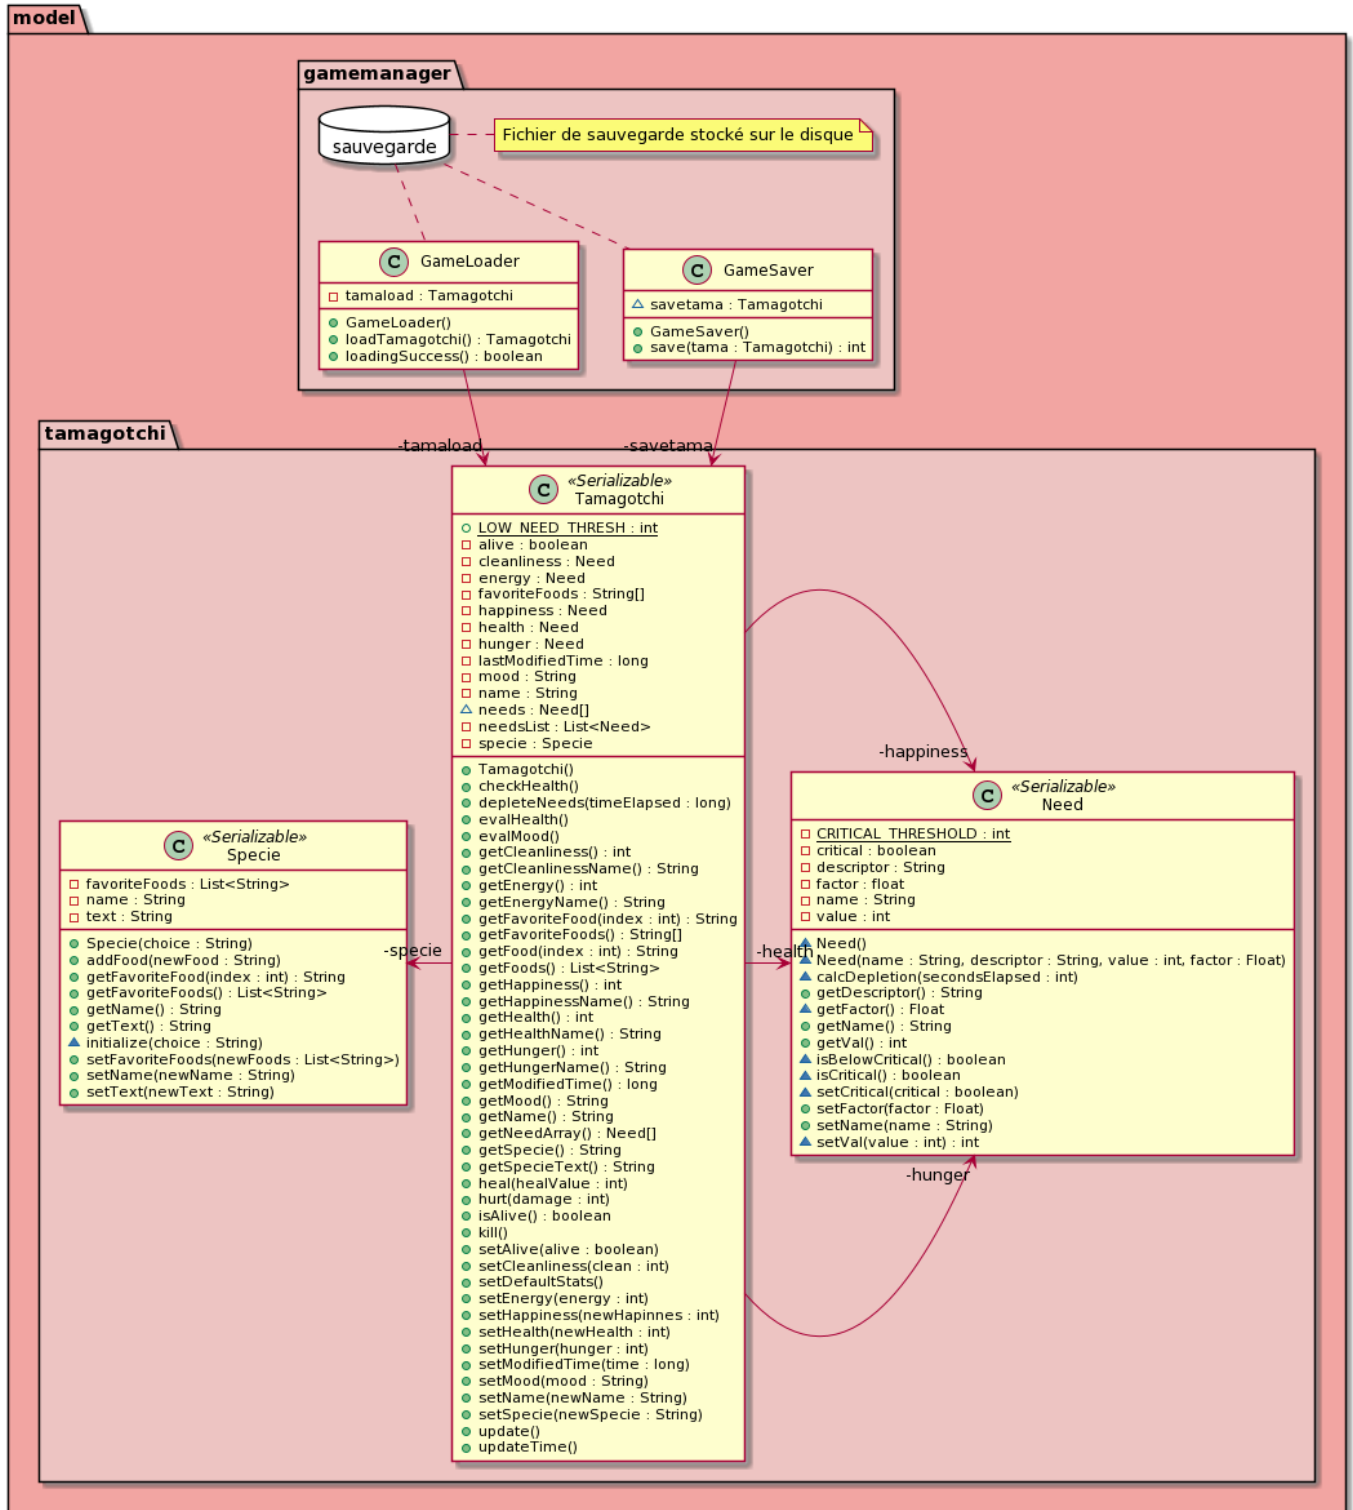 model
gamemanager
sauvegarde
Fichier de sauvegarde stocké sur le disque
C GameLoader
tamaload : Tamagotchi
GameLoader()
loadTamagotchi() : Tamagotchi
loadingSuccess() : boolean
C GameSaver
savetama : Tamagotchi
GameSaver()
save(tama : Tamagotchi) : int
tamagotchi
-tamaload
-savetama
C «Serializable»
Tamagotchi
LOW_NEED_THRESH : int
alive : boolean
cleanliness : Need
energy : Need
favoriteFoods : String[]
happiness : Need
health : Need
hunger : Need
lastModifiedTime : long
mood : String
name : String
needs : Need[]
needsList : List<Need>
specie : Specie
Tamagotchi()
checkHealth()
depleteNeeds(timeElapsed : long)
evalHealth()
evalMood()
getCleanliness() : int
getCleanlinessName() : String
getEnergy() : int
getEnergyName() : String
getFavoriteFood(index : int) : String
getFavoriteFoods() : String[]
getFood(index : int) : String
getFoods() : List<String>
getHappiness() : int
getHappinessName() : String
getHealth() : int
getHealthName() : String
getHunger() : int
getHungerName() : String
getModifiedTime() : long
getMood() : String
getName() : String
getNeedArray() : Need[]
getSpecie() : String
getSpecieText() : String
heal(healValue : int)
hurt(damage : int)
isAlive() : boolean
kill()
setAlive(alive : boolean)
setCleanliness(clean : int)
setDefaultStats()
setEnergy(energy : int)
setHappiness(newHapinnes : int)
setHealth(newHealth : int)
setHunger(hunger : int)
setModifiedTime(time : long)
setMood(mood : String)
setName(newName : String)
setSpecie(newSpecie : String)
update()
updateTime()
-specie
-happiness
-health
-hunger
C «Serializable»
Specie
favoriteFoods : List<String>
name : String
text : String
Specie(choice : String)
addFood(newFood : String)
getFavoriteFood(index : int) : String
getFavoriteFoods() : List<String>
getName() : String
getText() : String
initialize(choice : String)
setFavoriteFoods(newFoods : List<String>)
setName(newName : String)
setText(newText : String)
C «Serializable»
Need
CRITICAL_THRESHOLD : int
critical : boolean
descriptor : String
factor : float
name : String
value : int
Need()
Need(name : String, descriptor : String, value : int, factor : Float)
calcDepletion(secondsElapsed : int)
getDescriptor() : String
getFactor() : Float
getName() : String
getVal() : int
isBelowCritical() : boolean
isCritical() : boolean
setCritical(critical : boolean)
setFactor(factor : Float)
setName(name : String)
setVal(value : int) : int